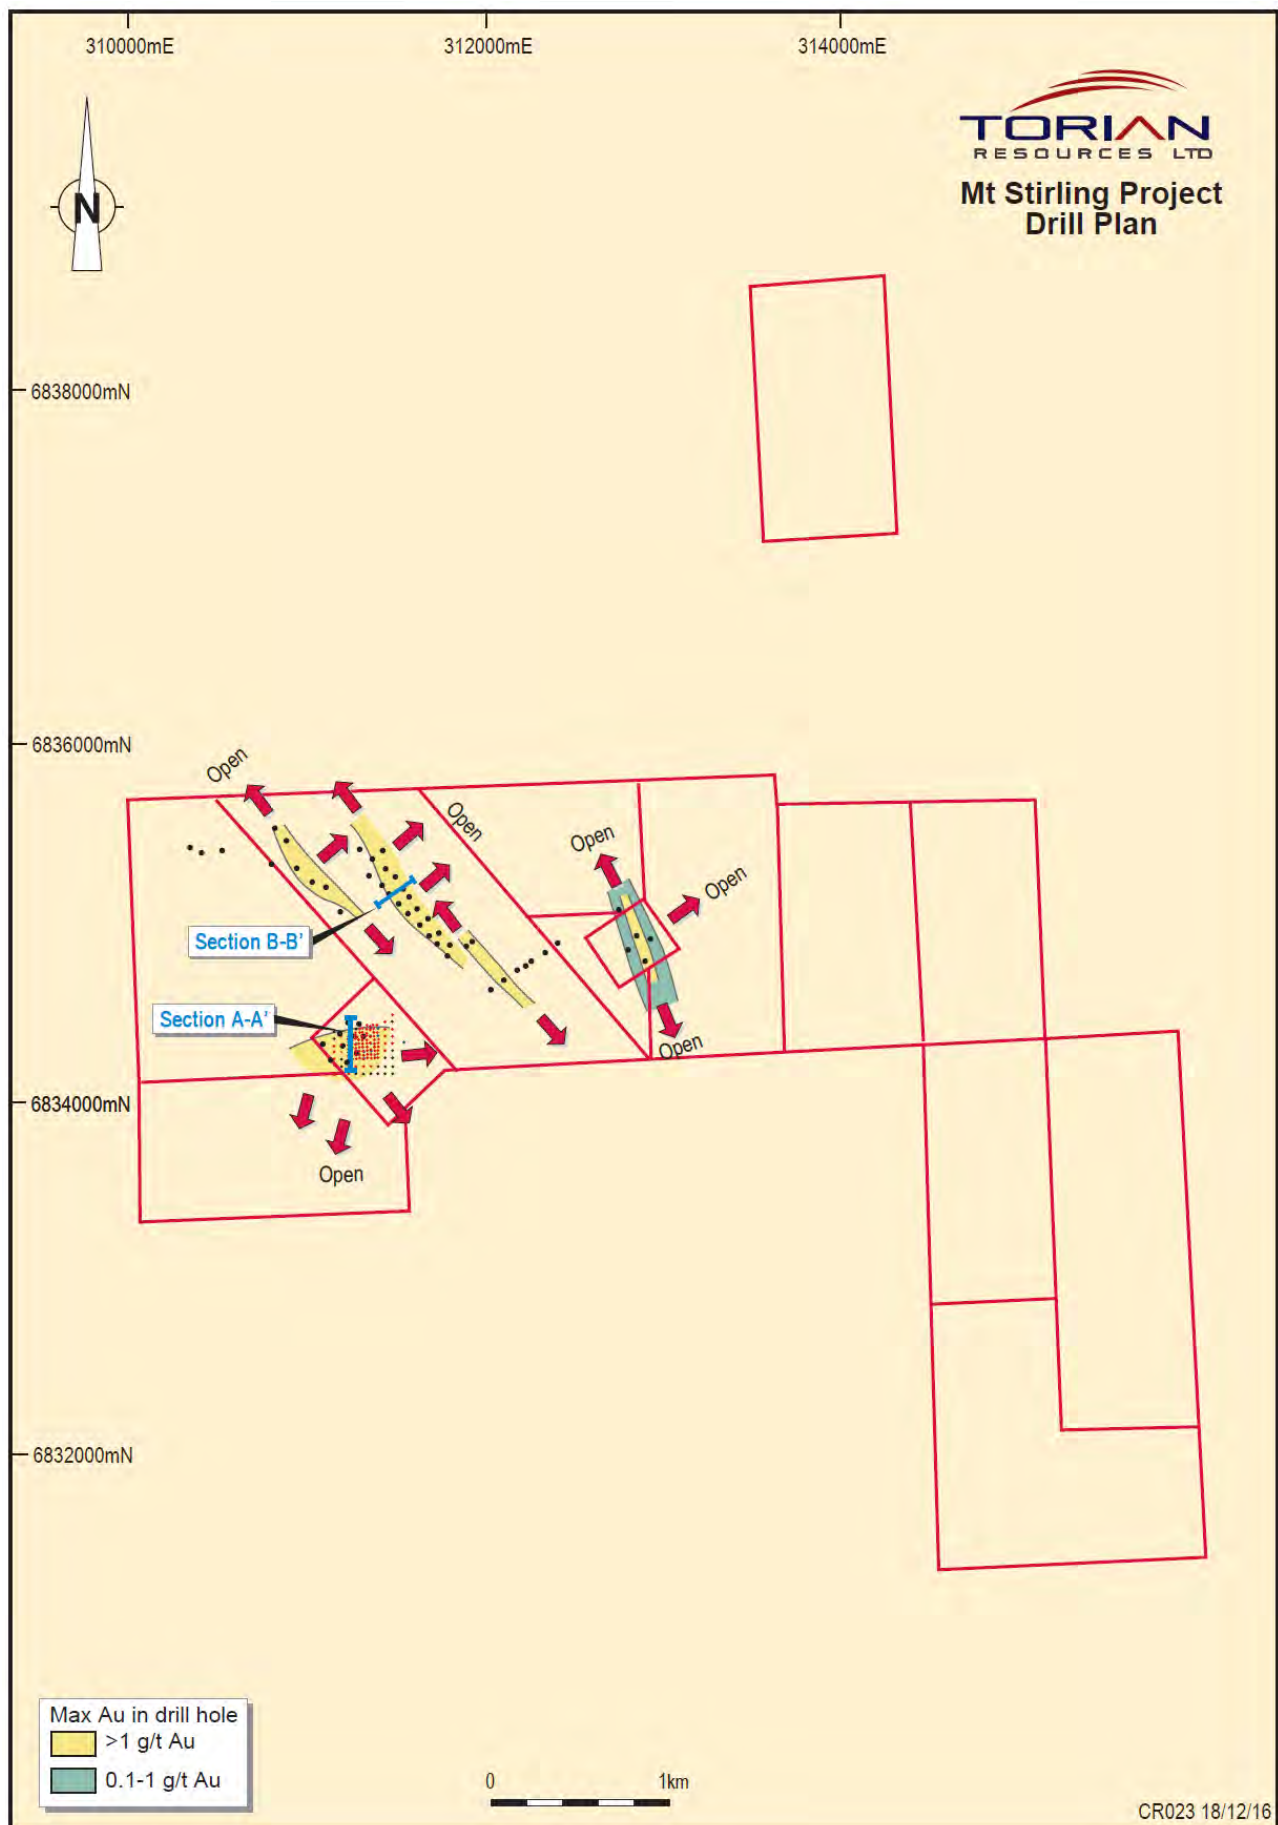 310000mE
312000mE
314000mE
TORIAN
RESOURCES LTD
Mt Stirling Project
Drill Plan
N
6838000mN
6836000mN
Open
Open
Open
Open
Section B-B'
Section A-A'
Open
6834000mN
Open
6832000mN
Max Au in drill hole
>1 g/t Au
0.1-1 g/t Au
0
1km
CR023 18/12/16